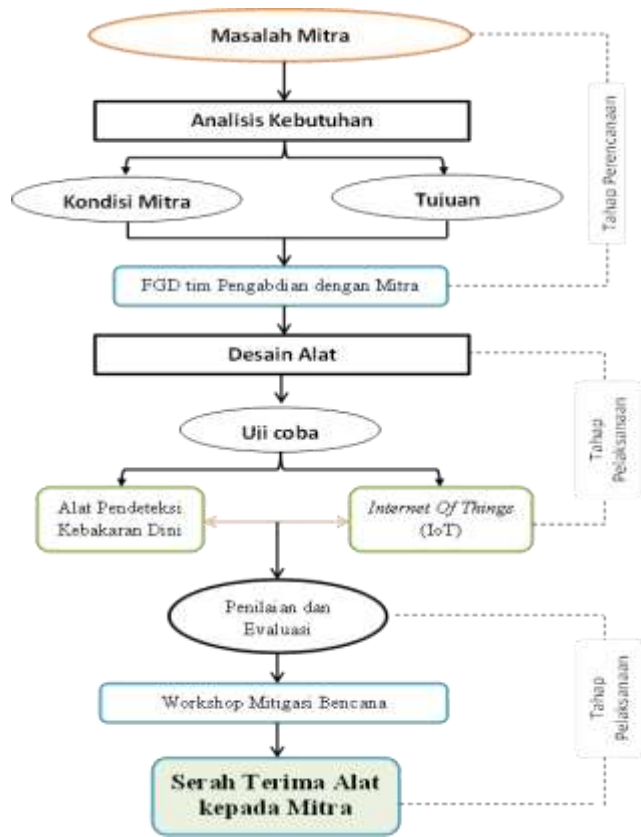 Masalah Mitra
Analisis Kebutuhan
Kondisi Mitra
Tujuan
FGD tim Pengabdian dengan Mitra
Tahap Perencanaan
Desain Alat
Uji coba
Alat Pendeteksi
Kebakaran Dini
Internet Of Things
(IoT)
Tahap
Pelaksanaan
Penilaian dan
Evaluasi
Workshop Mitigasi Bencana
Serah Terima Alat
kepada Mitra
Tahap
Pelaksanaan